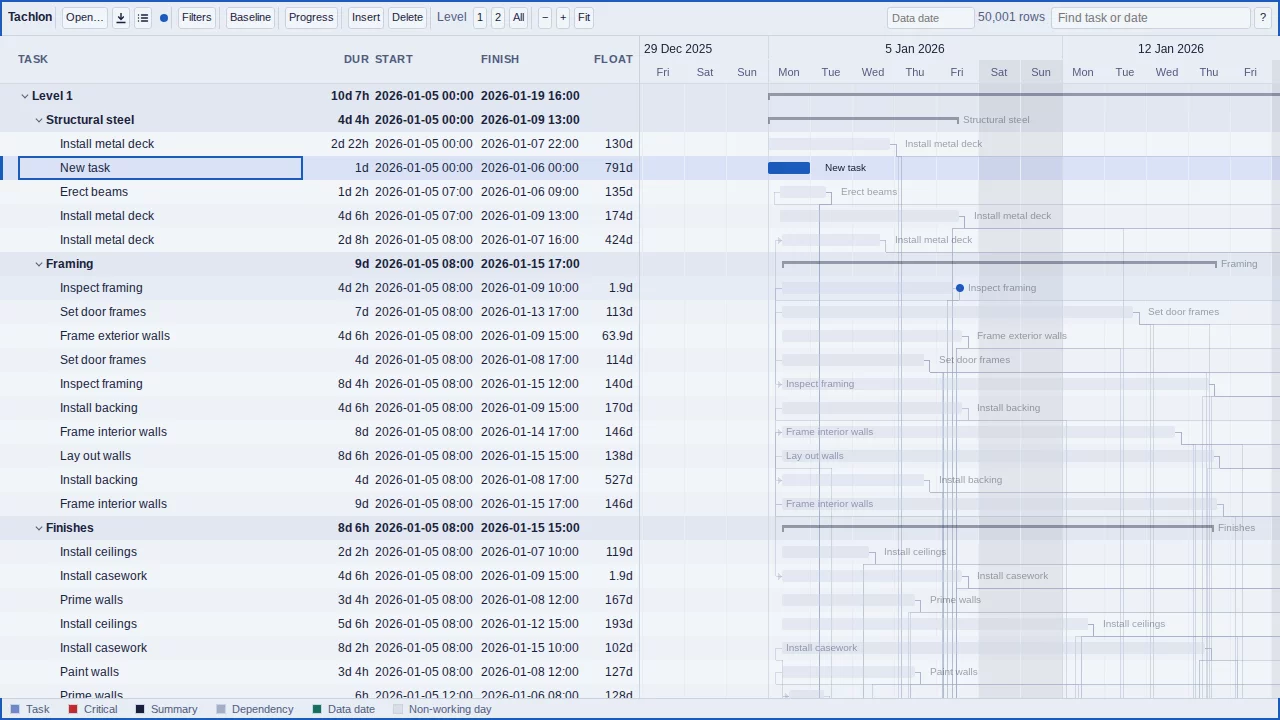 Tachlon Open… Filters Baseline Progress Insert Delete Level 1 2 All − + Fit Data date 50,001 rows Find task or date ?
29 Dec 2025 5 Jan 2026 12 Jan 2026
TASK DUR START FINISH FLOAT
Fri Sat Sun Mon Tue Wed Thu Fri Sat Sun Mon Tue Wed Thu Fri
Level 1 10d 7h 2026-01-05 00:00 2026-01-19 16:00
Structural steel 4d 4h 2026-01-05 00:00 2026-01-09 13:00 Structural steel
Install metal deck 2d 22h 2026-01-05 00:00 2026-01-07 22:00 130d Install metal deck
New task 1d 2026-01-05 00:00 2026-01-06 00:00 791d New task
Erect beams 1d 2h 2026-01-05 07:00 2026-01-06 09:00 135d Erect beams
Install metal deck 4d 6h 2026-01-05 07:00 2026-01-09 13:00 174d Install metal deck
Install metal deck 2d 8h 2026-01-05 08:00 2026-01-07 16:00 424d Install metal deck
Framing 9d 2026-01-05 08:00 2026-01-15 17:00 Framing
Inspect framing 4d 2h 2026-01-05 08:00 2026-01-09 10:00 1.9d Inspect framing
Set door frames 7d 2026-01-05 08:00 2026-01-13 17:00 113d Set door frames
Frame exterior walls 4d 6h 2026-01-05 08:00 2026-01-09 15:00 63.9d Frame exterior walls
Set door frames 4d 2026-01-05 08:00 2026-01-08 17:00 114d Set door frames
Inspect framing 8d 4h 2026-01-05 08:00 2026-01-15 12:00 140d Inspect framing
Install backing 4d 6h 2026-01-05 08:00 2026-01-09 15:00 170d Install backing
Frame interior walls 8d 2026-01-05 08:00 2026-01-14 17:00 146d Frame interior walls
Lay out walls 8d 6h 2026-01-05 08:00 2026-01-15 15:00 138d Lay out walls
Install backing 4d 2026-01-05 08:00 2026-01-08 17:00 527d Install backing
Frame interior walls 9d 2026-01-05 08:00 2026-01-15 17:00 146d Frame interior walls
Finishes 8d 6h 2026-01-05 08:00 2026-01-15 15:00 Finishes
Install ceilings 2d 2h 2026-01-05 08:00 2026-01-07 10:00 119d Install ceilings
Install casework 4d 6h 2026-01-05 08:00 2026-01-09 15:00 1.9d Install casework
Prime walls 3d 4h 2026-01-05 08:00 2026-01-08 12:00 167d Prime walls
Install ceilings 5d 6h 2026-01-05 08:00 2026-01-12 15:00 193d Install ceilings
Install casework 8d 2h 2026-01-05 08:00 2026-01-15 10:00 102d Install casework
Paint walls 3d 4h 2026-01-05 08:00 2026-01-08 12:00 127d Paint walls
Prime walls 6h 2026-01-05 12:00 2026-01-06 08:00 128d
Task Critical Summary Dependency Data date Non-working day